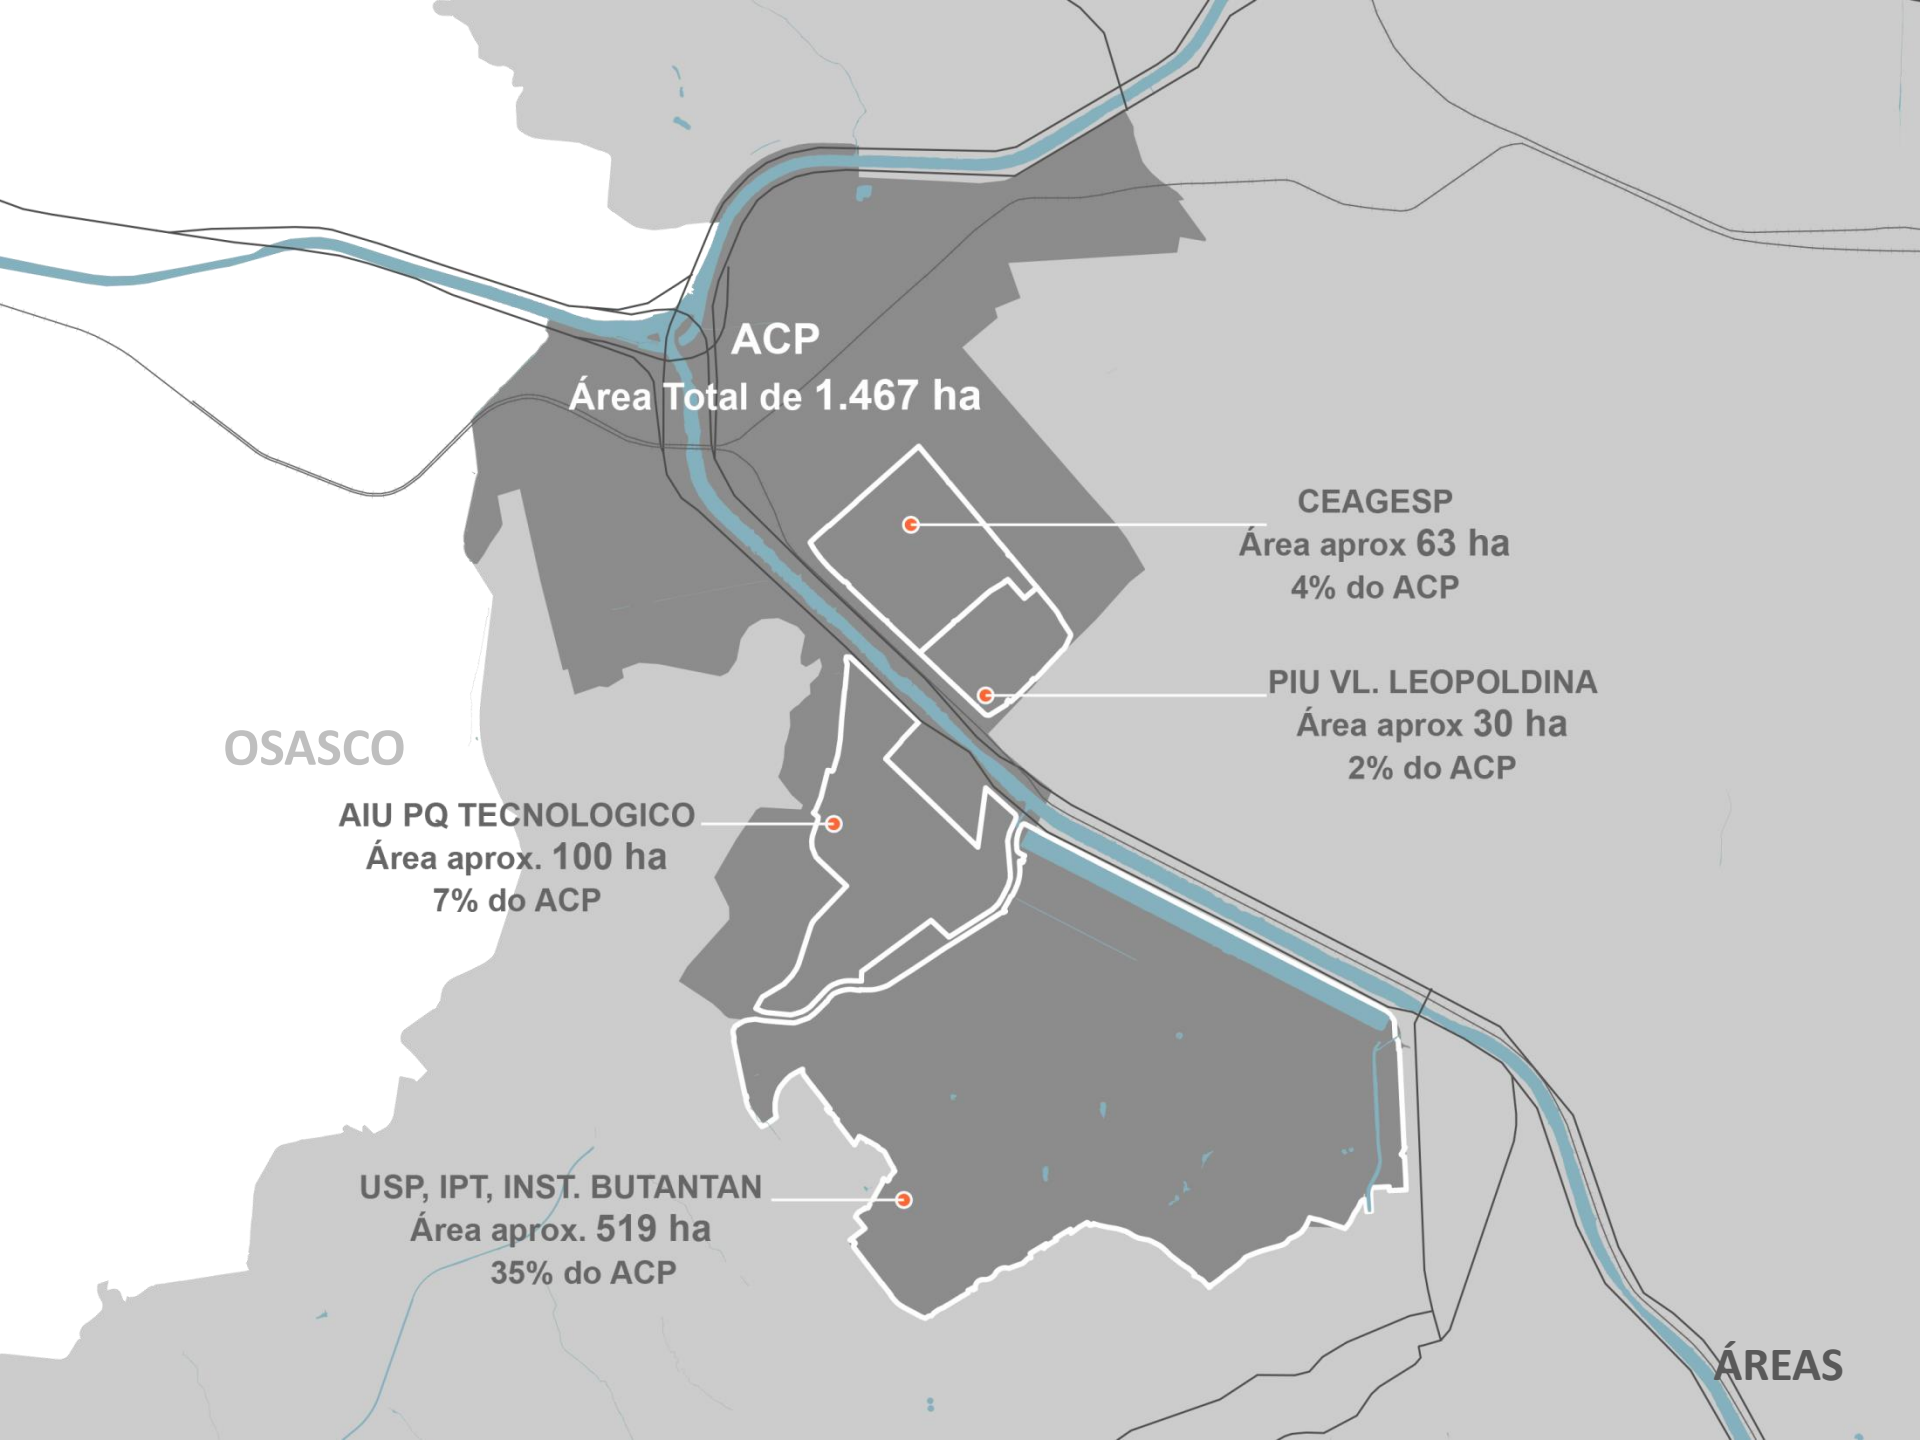 ACP
Área Total de 1.467 ha
CEAGESP
Área aprox 63 ha
4% do ACP
PIU VL. LEOPOLDINA
Área aprox 30 ha
2% do ACP
OSASCO
AIU PQ TECNOLOGICO
Área aprox. 100 ha
7% do ACP
USP, IPT, INST. BUTANTAN
Área aprox. 519 ha
35% do ACP
ÁREAS